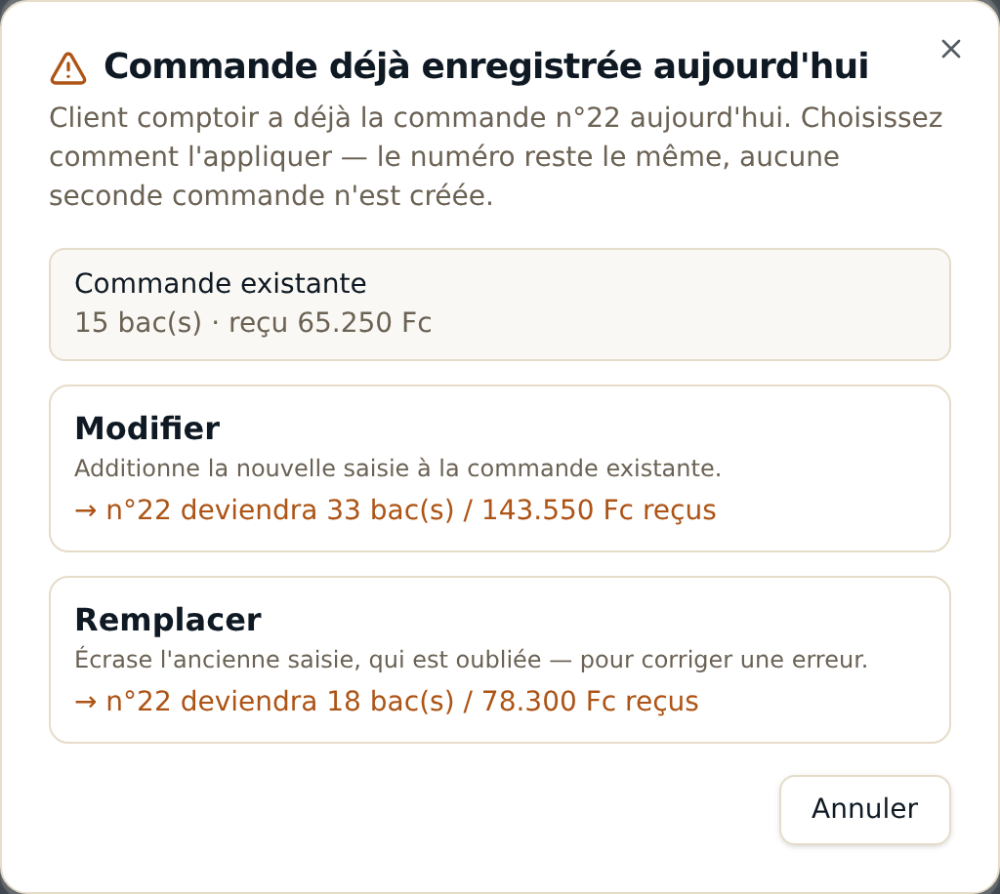 Commande déjà enregistrée aujourd'hui
Client comptoir a déjà la commande n°22 aujourd'hui. Choisissez
comment l'appliquer — le numéro reste le même, aucune
seconde commande n'est créée.
Commande existante
15 bac(s) · reçu 65.250 Fc
Modifier
Additionne la nouvelle saisie à la commande existante.
→ n°22 deviendra 33 bac(s) / 143.550 Fc reçus
Remplacer
Écrase l'ancienne saisie, qui est oubliée — pour corriger une erreur.
→ n°22 deviendra 18 bac(s) / 78.300 Fc reçus
Annuler